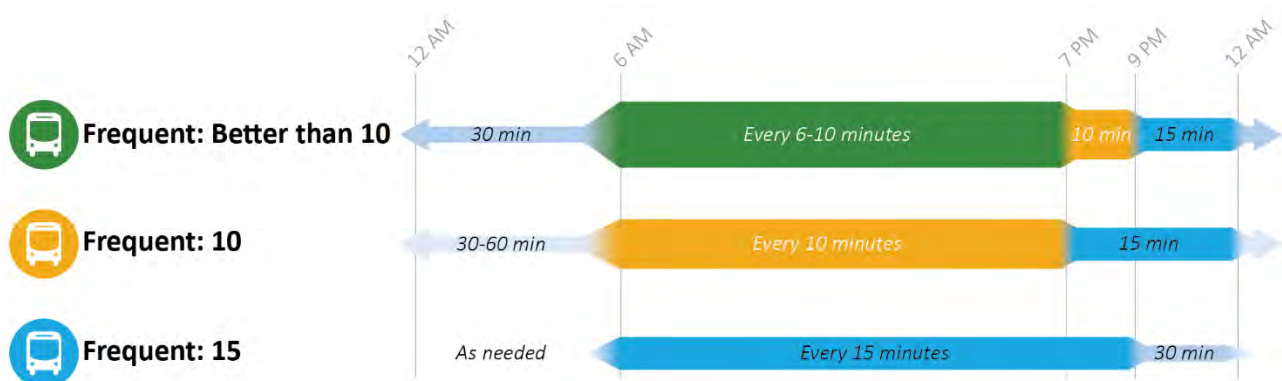 12 AM
6 AM
7 PM
9 PM
12 AM
Frequent: Better than 10
30 min
Every 6-10 minutes
10 min
15 min
Frequent: 10
30-60 min
Every 10 minutes
15 min
Frequent: 15
As needed
Every 15 minutes
30 min